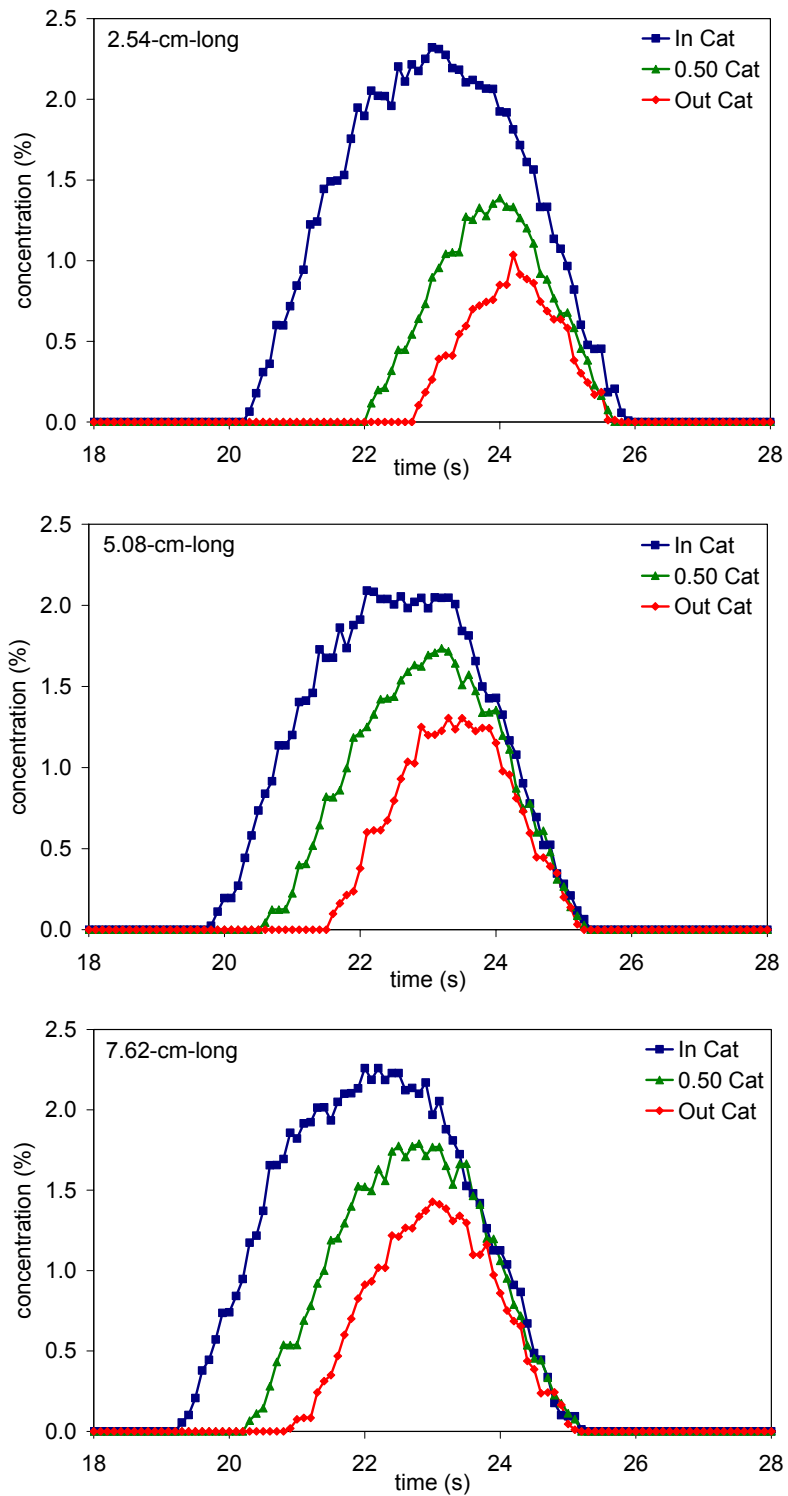 2.54-cm-long
In Cat
0.50 Cat
Out Cat
concentration (%)
2.5
2.0
1.5
1.0
0.5
0.0
18 20 22 24 26 28
time (s)
5.08-cm-long
In Cat
0.50 Cat
Out Cat
concentration (%)
2.5
2.0
1.5
1.0
0.5
0.0
18 20 22 24 26 28
time (s)
7.62-cm-long
In Cat
0.50 Cat
Out Cat
concentration (%)
2.5
2.0
1.5
1.0
0.5
0.0
18 20 22 24 26 28
time (s)